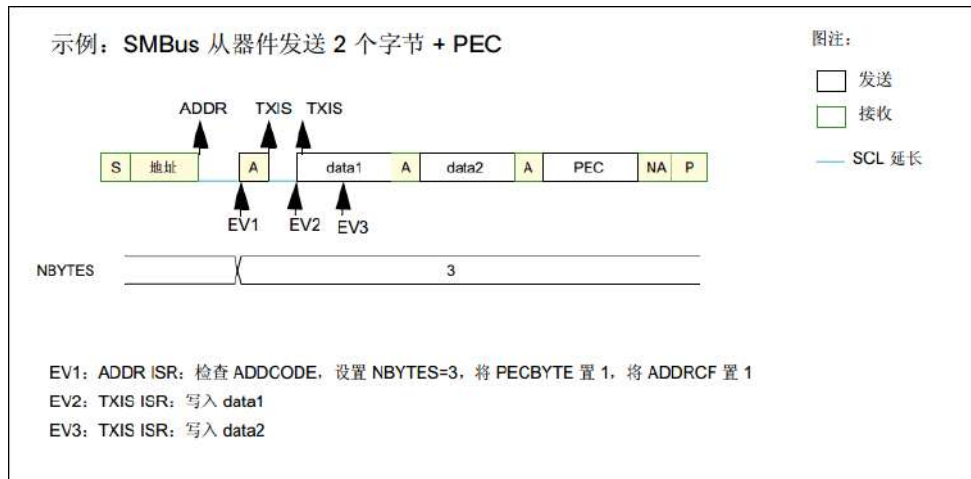 示例：SMBus 从器件发送 2 个字节 + PEC
图注：
发送
接收
SCL 延长
ADDR TXIS TXIS
S 地址 A data1 A data2 A PEC NA P
EV1 EV2 EV3
NBYTES 3
EV1：ADDR ISR：检查 ADDCODE，设置 NBYTES=3，将 PECBYTE 置 1，将 ADDRCF 置 1
EV2：TXIS ISR：写入 data1
EV3：TXIS ISR：写入 data2